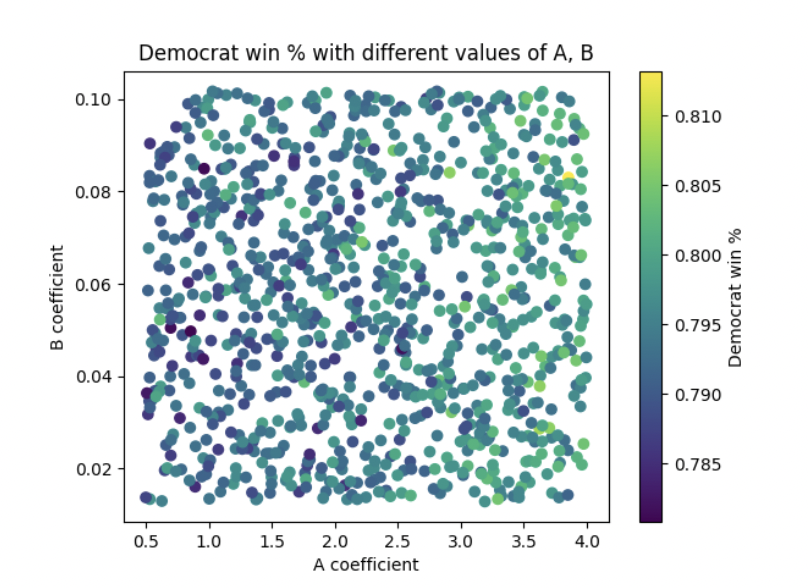 Democrat win % with different values of A, B
0.10
0.08
0.06
0.04
0.02
B coefficient
0.5 1.0 1.5 2.0 2.5 3.0 3.5 4.0
A coefficient
0.810
0.805
0.800
0.795
0.790
0.785
Democrat win %